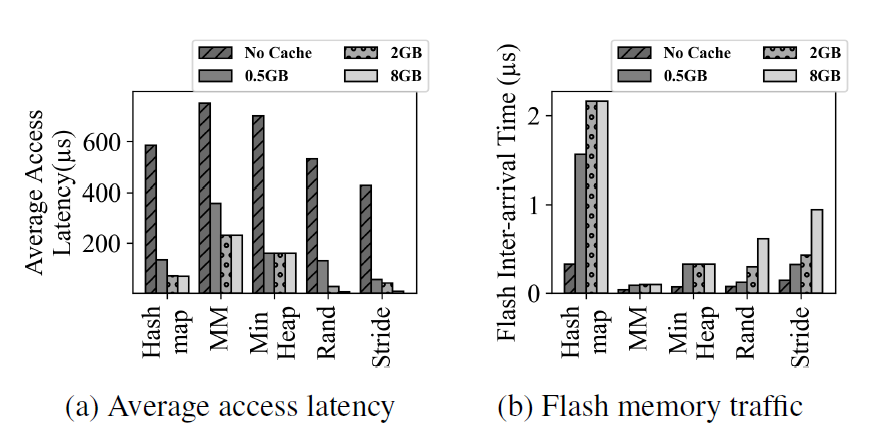 No Cache
2GB
0.5GB
8GB
Average Access
Latency(μs)
600
400
200
Hash
map
MM
Min
Heap
Rand
Stride
(a) Average access latency
No Cache
2GB
0.5GB
8GB
Flash Inter-arrival Time (μs)
2
1
0
Hash
map
MM
Min
Heap
Rand
Stride
(b) Flash memory traffic